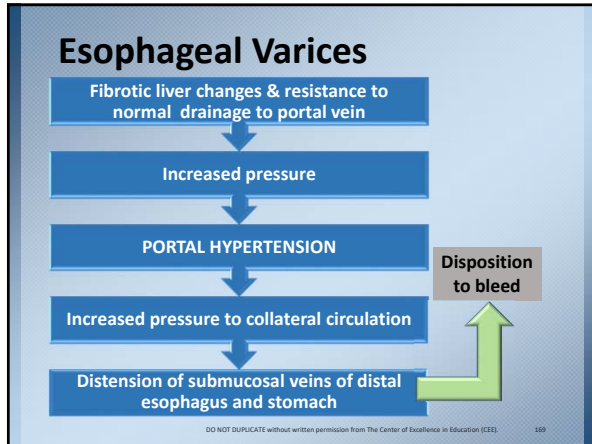 Esophageal Varices
Fibrotic liver changes & resistance to
normal drainage to portal vein
Increased pressure
PORTAL HYPERTENSION
Disposition
to bleed
Increased pressure to collateral circulation
Distension of submucosal veins of distal
esophagus and stomach
DO NOT DUPLICATE without written permission from The Center of Excellence in Education (CEE). 169